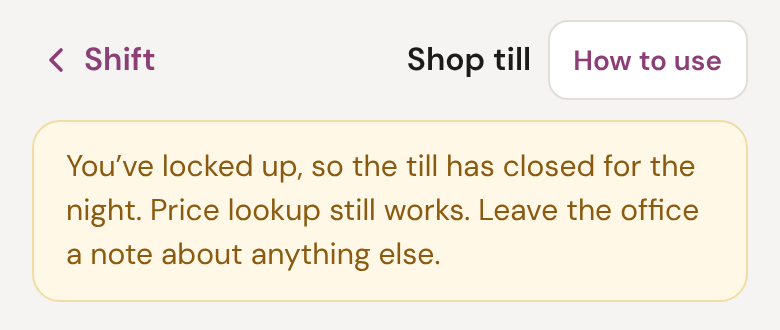 Shift
Shop till
How to use
You’ve locked up, so the till has closed for the
night. Price lookup still works. Leave the office
a note about anything else.